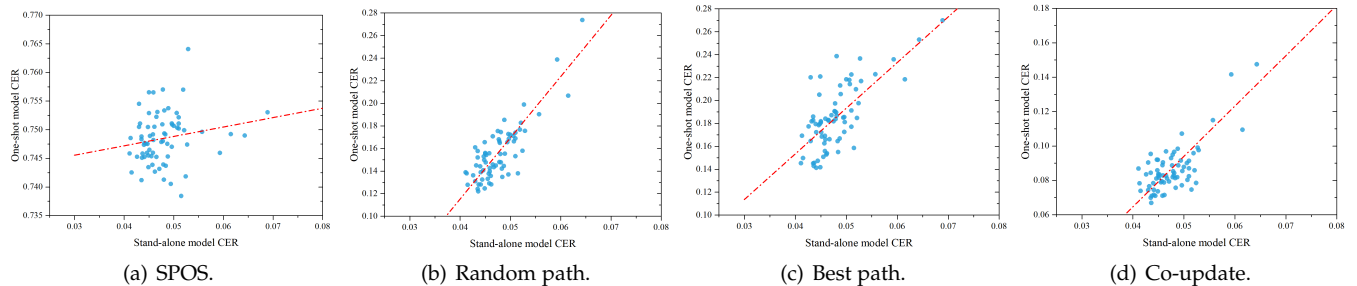 0.770
0.765
0.760
0.755
0.750
0.745
0.740
0.735
One-shot model CER
0.03 0.04 0.05 0.06 0.07 0.08
Stand-alone model CER
(a) SPOS.
0.28
0.26
0.24
0.22
0.20
0.18
0.16
0.14
0.12
0.10
One-shot model CER
0.03 0.04 0.05 0.06 0.07 0.08
Stand-alone model CER
(b) Random path.
0.28
0.26
0.24
0.22
0.20
0.18
0.16
0.14
0.12
0.10
One-shot model CER
0.03 0.04 0.05 0.06 0.07 0.08
Stand-alone model CER
(c) Best path.
0.18
0.16
0.14
0.12
0.10
0.08
0.06
One-shot model CER
0.03 0.04 0.05 0.06 0.07 0.08
Stand-alone model CER
(d) Co-update.